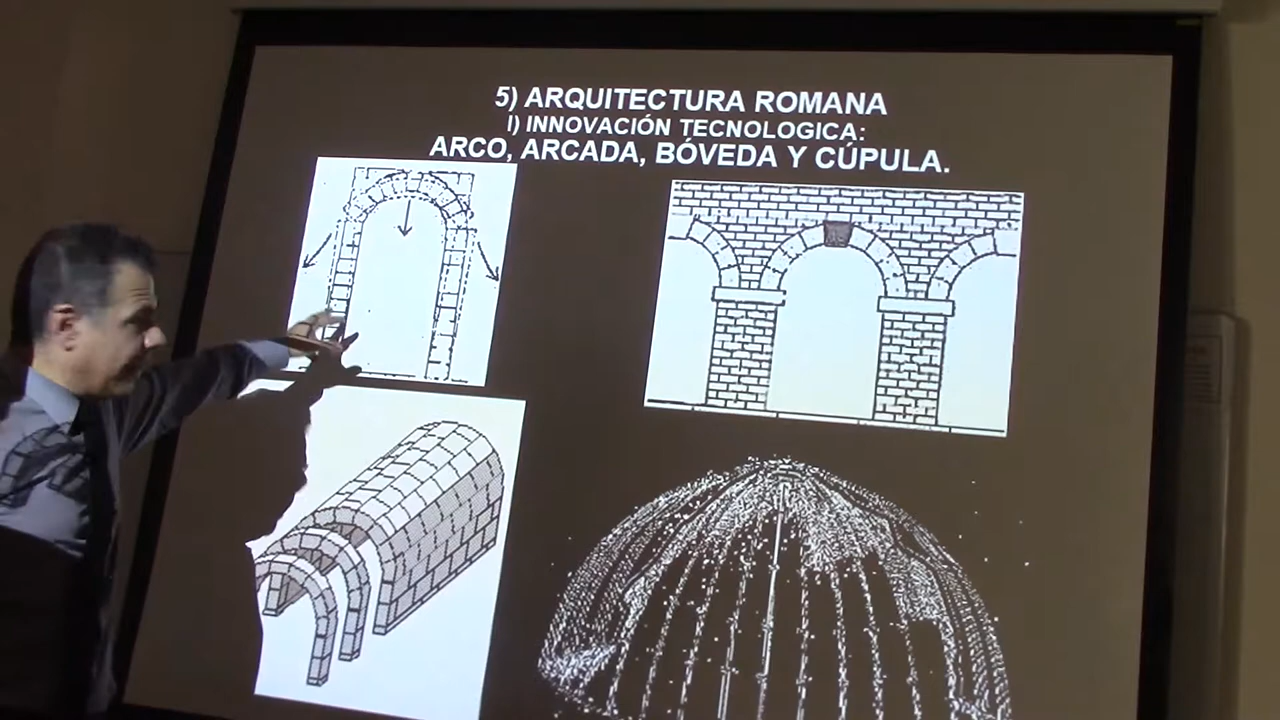 5) ARQUITECTURA ROMANA
I) INNOVACIÓN TECNOLOGICA:
ARCO, ARCADA, BÓVEDA Y CÚPULA.